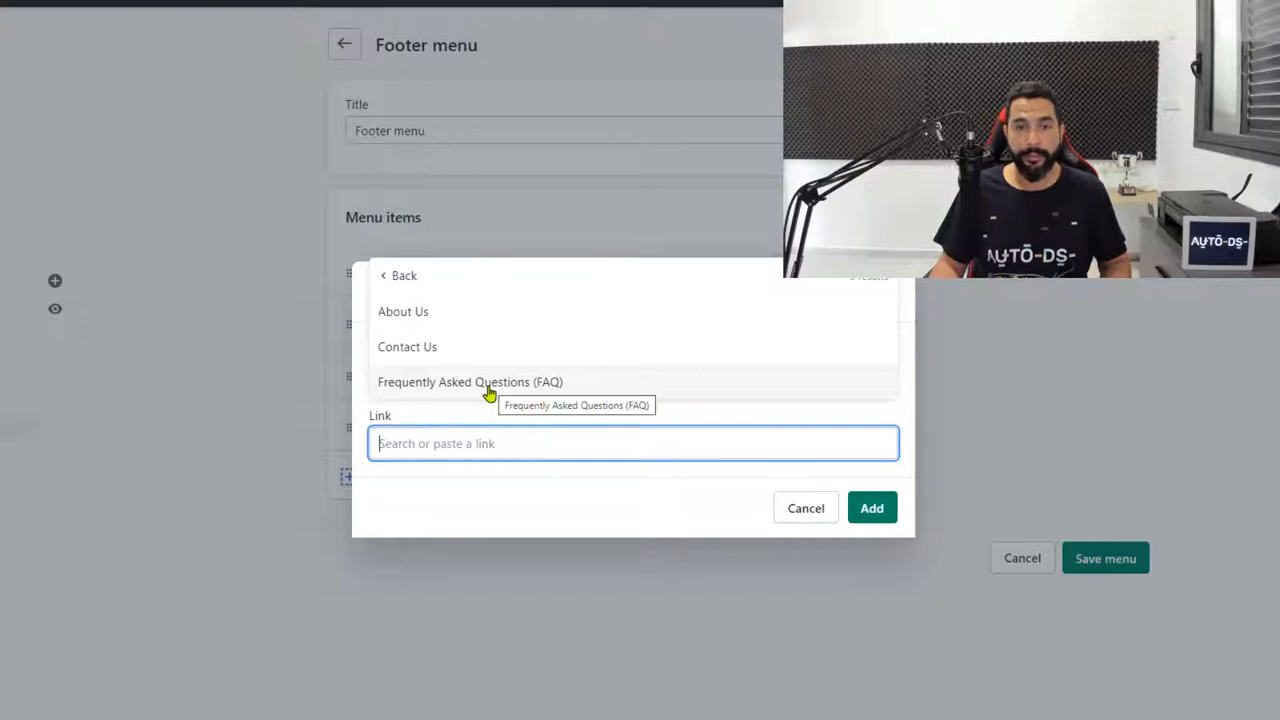 Footer menu
Title
Footer menu
Menu items
Back
results
About Us
Contact Us
Frequently Asked Questions (FAQ)
Frequently Asked Questions (FAQ)
Link
Search or paste a link
Cancel
Add
Cancel
Save menu
AUTO-DS-
AUTO-DS-